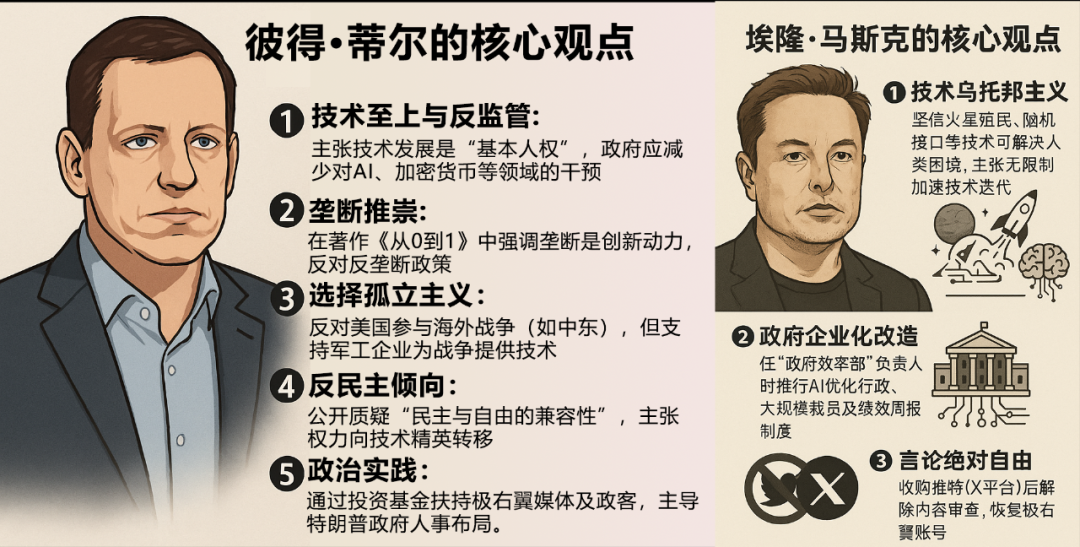 彼得·蒂尔的核心观点
1 技术至上与反监管：
主张技术发展是“基本人权”，政府应减
少对AI、加密货币等领域的干预
2 垄断推崇：
在著作《从0到1》中强调垄断是创新动力，
反对反垄断政策
3 选择孤立主义：
反对美国参与海外战争（如中东），但支
持军工企业为战争提供技术
4 反民主倾向：
公开质疑“民主与自由的兼容性”，主张
权力向技术精英转移
5 政治实践：
通过投资基金扶持极右翼媒体及政客，主导
特朗普政府人事布局。
埃隆·马斯克的核心观点
1 技术乌托邦主义
坚信火星殖民、脑机
接口等技术可解决人
类困境，主张无限制
加速技术迭代
2 政府企业化改造
任“政府效率部”负责人
时推行AI优化行政、
大规模裁员及绩效周报
制度
3 言论绝对自由
收购推特(X平台)后解
除内容审查，恢复极右
翼账号
X